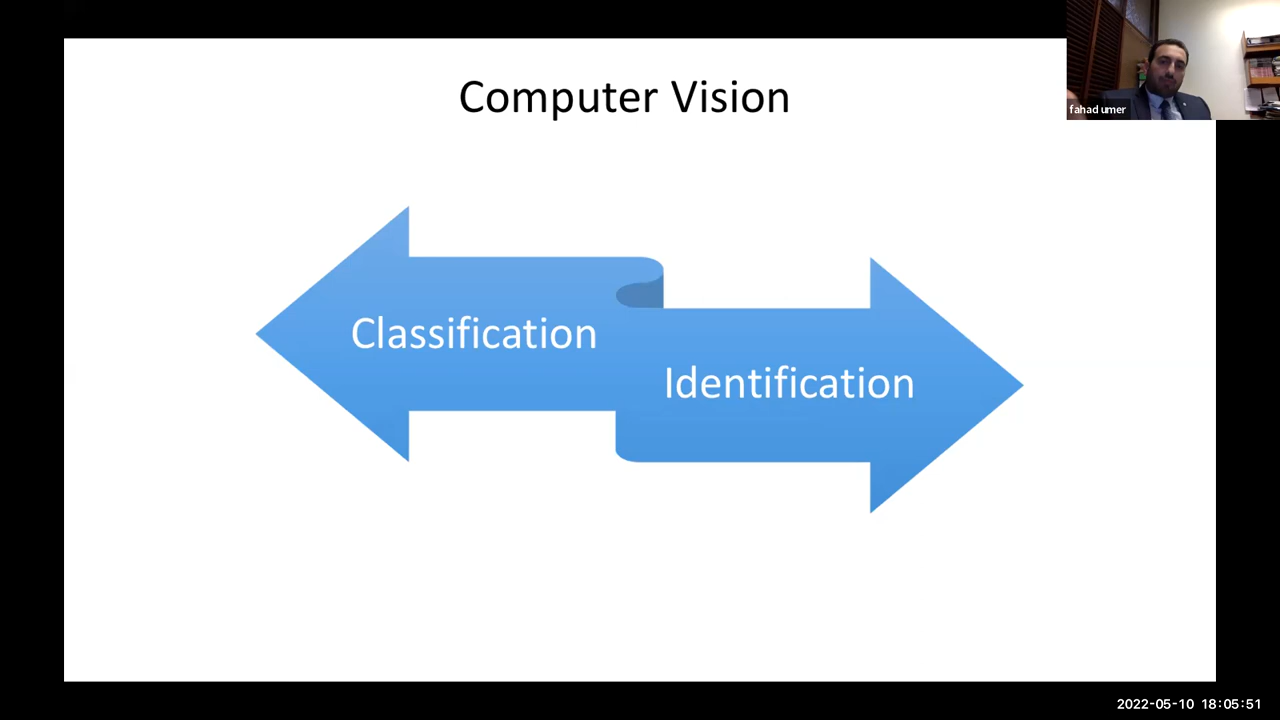 Computer Vision
fahad umer
Classification
Identification
2022-05-10 18:05:51